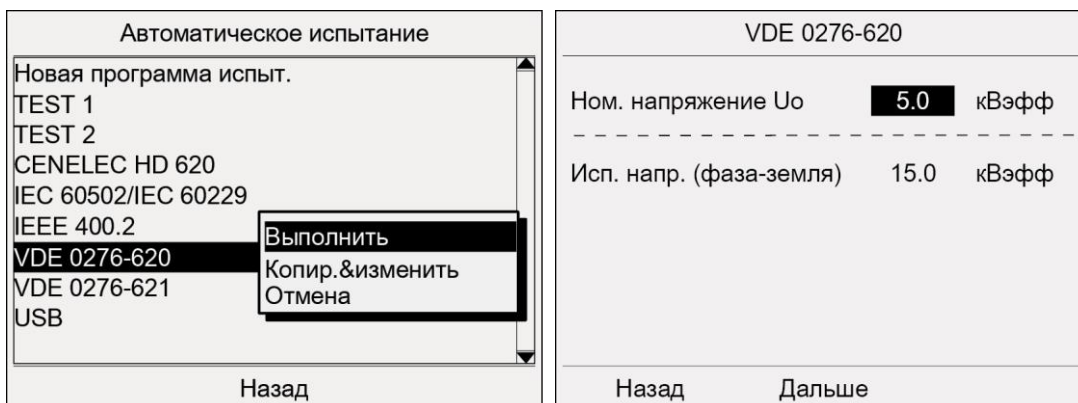 Автоматическое испытание
Новая программа испыт.
TEST 1
TEST 2
CENELEC HD 620
IEC 60502/IEC 60229
IEEE 400.2
VDE 0276-620
VDE 0276-621
USB
Выполнить
Копир.&изменить
Отмена
Назад
VDE 0276-620
Ном. напряжение Uo 5.0 кВэфф
Исп. напр. (фаза-земля) 15.0 кВэфф
Назад Дальше